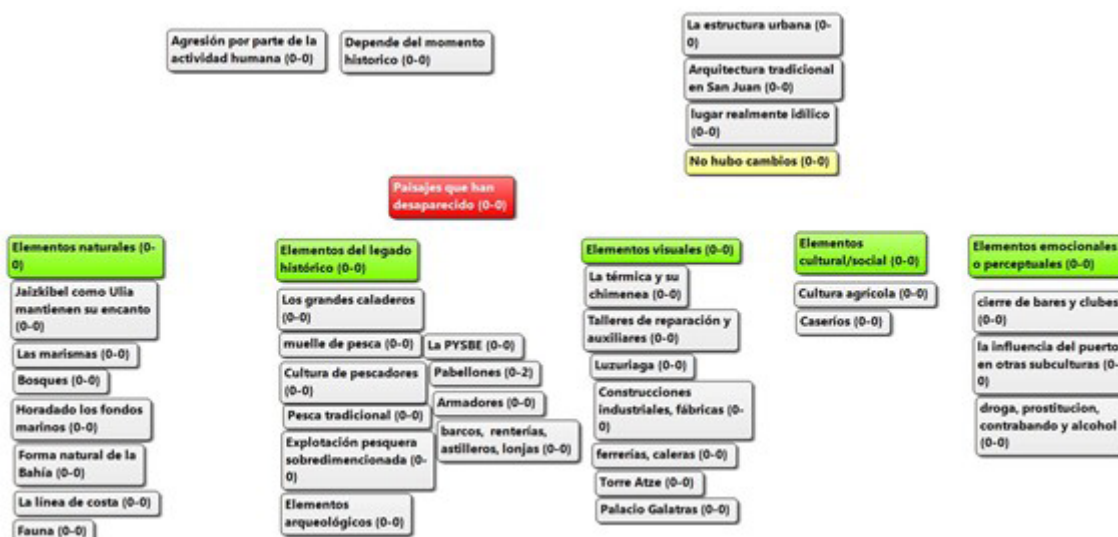 Agresión por parte de la
actividad humana (0-0)
Depende del momento
historico (0-0)
La estructura urbana (0-
0)
Arquitectura tradicional
en San Juan (0-0)
lugar realmente idílico
(0-0)
No hubo cambios (0-0)
Paisajes que han
desaparecido (0-0)
Elementos naturales (0-
0)
Jaizkibel como Ulia
mantienen su encanto
(0-0)
Las marismas (0-0)
Bosques (0-0)
Horadado los fondos
marinos (0-0)
Forma natural de la
Bahía (0-0)
La línea de costa (0-0)
Fauna (0-0)
Elementos del legado
histórico (0-0)
Los grandes caladeros
(0-0)
muelle de pesca (0-0)
Cultura de pescadores
(0-0)
Pesca tradicional (0-0)
Explotación pesquera
sobredimencionada (0-
0)
Elementos
arqueológicos (0-0)
La PYSBE (0-0)
Pabellones (0-2)
Armadores (0-0)
barcos, renterías,
astilleros, lonjas (0-0)
Elementos visuales (0-0)
La térmica y su
chimenea (0-0)
Talleres de reparación y
auxiliares (0-0)
Luzuriaga (0-0)
Construcciones
industriales, fábricas (0-
0)
ferrerías, caleras (0-0)
Torre Atze (0-0)
Palacio Galatras (0-0)
Elementos
cultural/social (0-0)
Cultura agrícola (0-0)
Caseríos (0-0)
Elementos emocionales
o perceptuales (0-0)
cierre de bares y clubes
(0-0)
la influencia del puerto
en otras subculturas (0-
0)
droga, prostitucion,
contrabando y alcohol
(0-0)